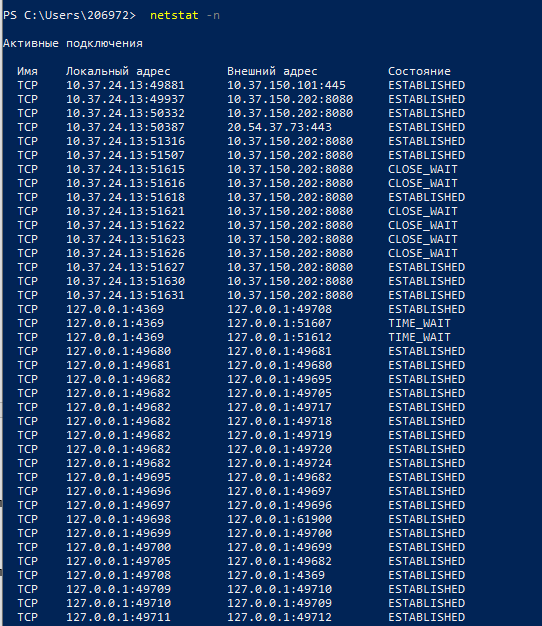 PS C:\Users\206972> netstat -n
Активные подключения
Имя Локальный адрес Внешний адрес Состояние
TCP 10.37.24.13:49881 10.37.150.101:445 ESTABLISHED
TCP 10.37.24.13:49937 10.37.150.202:8080 ESTABLISHED
TCP 10.37.24.13:50332 10.37.150.202:8080 ESTABLISHED
TCP 10.37.24.13:50387 20.54.37.73:443 ESTABLISHED
TCP 10.37.24.13:51316 10.37.150.202:8080 ESTABLISHED
TCP 10.37.24.13:51507 10.37.150.202:8080 ESTABLISHED
TCP 10.37.24.13:51615 10.37.150.202:8080 CLOSE_WAIT
TCP 10.37.24.13:51616 10.37.150.202:8080 CLOSE_WAIT
TCP 10.37.24.13:51618 10.37.150.202:8080 ESTABLISHED
TCP 10.37.24.13:51621 10.37.150.202:8080 CLOSE_WAIT
TCP 10.37.24.13:51622 10.37.150.202:8080 CLOSE_WAIT
TCP 10.37.24.13:51623 10.37.150.202:8080 CLOSE_WAIT
TCP 10.37.24.13:51626 10.37.150.202:8080 CLOSE_WAIT
TCP 10.37.24.13:51627 10.37.150.202:8080 ESTABLISHED
TCP 10.37.24.13:51630 10.37.150.202:8080 ESTABLISHED
TCP 10.37.24.13:51631 10.37.150.202:8080 ESTABLISHED
TCP 127.0.0.1:4369 127.0.0.1:49708 ESTABLISHED
TCP 127.0.0.1:4369 127.0.0.1:51607 TIME_WAIT
TCP 127.0.0.1:4369 127.0.0.1:51612 TIME_WAIT
TCP 127.0.0.1:49680 127.0.0.1:49681 ESTABLISHED
TCP 127.0.0.1:49681 127.0.0.1:49680 ESTABLISHED
TCP 127.0.0.1:49682 127.0.0.1:49695 ESTABLISHED
TCP 127.0.0.1:49682 127.0.0.1:49705 ESTABLISHED
TCP 127.0.0.1:49682 127.0.0.1:49717 ESTABLISHED
TCP 127.0.0.1:49682 127.0.0.1:49718 ESTABLISHED
TCP 127.0.0.1:49682 127.0.0.1:49719 ESTABLISHED
TCP 127.0.0.1:49682 127.0.0.1:49720 ESTABLISHED
TCP 127.0.0.1:49682 127.0.0.1:49724 ESTABLISHED
TCP 127.0.0.1:49695 127.0.0.1:49682 ESTABLISHED
TCP 127.0.0.1:49696 127.0.0.1:49697 ESTABLISHED
TCP 127.0.0.1:49697 127.0.0.1:49696 ESTABLISHED
TCP 127.0.0.1:49698 127.0.0.1:61900 ESTABLISHED
TCP 127.0.0.1:49699 127.0.0.1:49700 ESTABLISHED
TCP 127.0.0.1:49700 127.0.0.1:49699 ESTABLISHED
TCP 127.0.0.1:49705 127.0.0.1:49682 ESTABLISHED
TCP 127.0.0.1:49708 127.0.0.1:4369 ESTABLISHED
TCP 127.0.0.1:49709 127.0.0.1:49710 ESTABLISHED
TCP 127.0.0.1:49710 127.0.0.1:49709 ESTABLISHED
TCP 127.0.0.1:49711 127.0.0.1:49712 ESTABLISHED